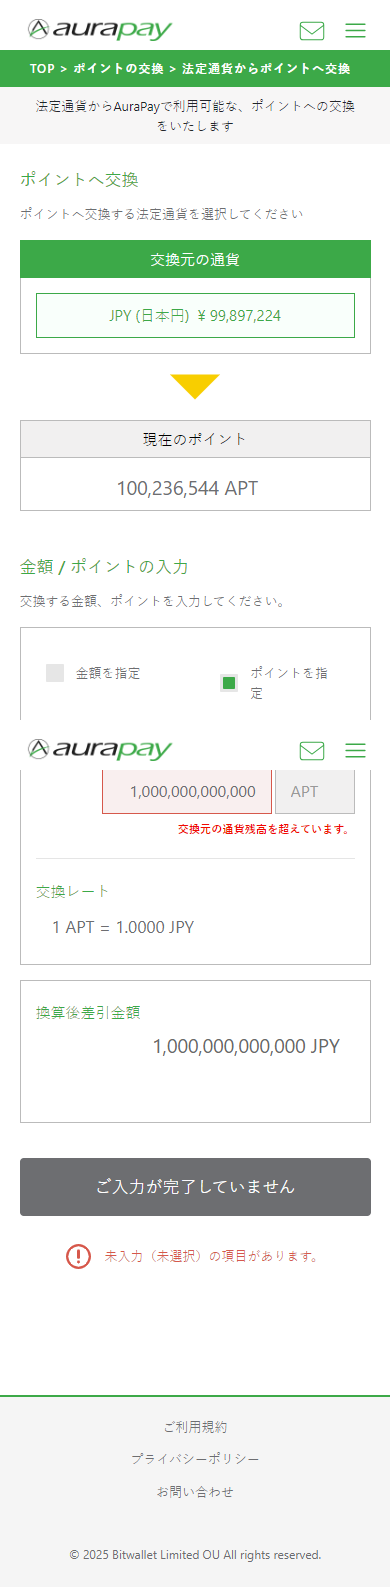 aurapay
TOP > ポイントの交換 > 法定通貨からポイントへ交換
法定通貨からAuraPayで利用可能な、ポイントへの交換
をいたします
ポイントへ交換
ポイントへ交換する法定通貨を選択してください
交換元の通貨
JPY (日本円) ¥ 99,897,224
現在のポイント
100,236,544 APT
金額 / ポイントの入力
交換する金額、ポイントを入力してください。
金額を指定
ポイントを指
定
aurapay
1,000,000,000,000 APT
交換元の通貨残高を超えています。
交換レート
1 APT = 1.0000 JPY
換算後差引金額
1,000,000,000,000 JPY
ご入力が完了していません
未入力（未選択）の項目があります。
ご利用規約
プライバシーポリシー
お問い合わせ
© 2025 Bitwallet Limited OU All rights reserved.